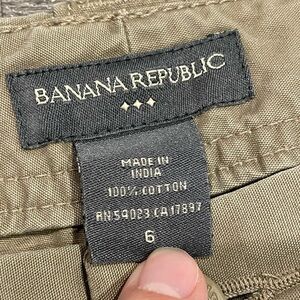 BANANA REPUBLIC
MADE IN
INDIA
100% COTTON
RN 54023 CA 17897
6